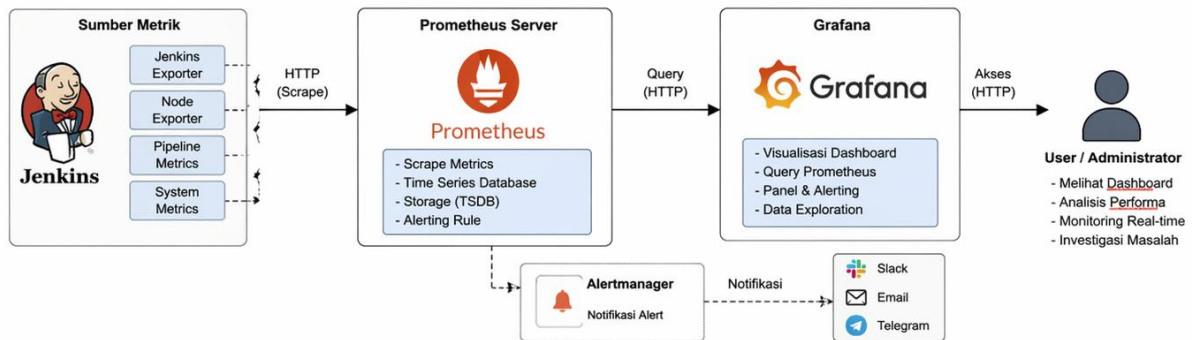 Sumber Metrik
Jenkins
Exporter
Node
Exporter
Pipeline
Metrics
System
Metrics
Jenkins
HTTP
(Scrape)
Prometheus Server
Prometheus
- Scrape Metrics
- Time Series Database
- Storage (TSDB)
- Alerting Rule
Query
(HTTP)
Grafana
Grafana
- Visualisasi Dashboard
- Query Prometheus
- Panel & Alerting
- Data Exploration
Akses
(HTTP)
User / Administrator
- Melihat Dashboard
- Analisis Performa
- Monitoring Real-time
- Investigasi Masalah
Alertmanager
Notifikasi Alert
Notifikasi
Slack
Email
Telegram